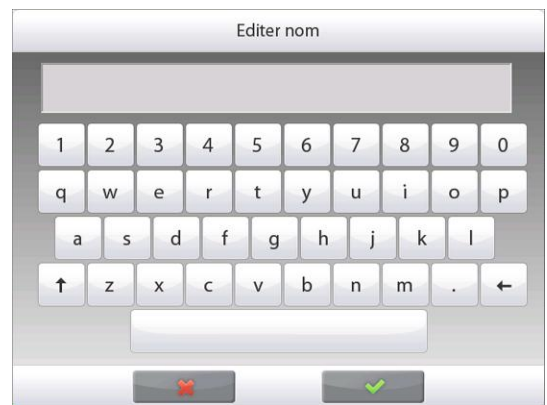 Editer nom
1 2 3 4 5 6 7 8 9 0
q w e r t y u i o p
a s d f g h j k l
↑ z x c v b n m . ←